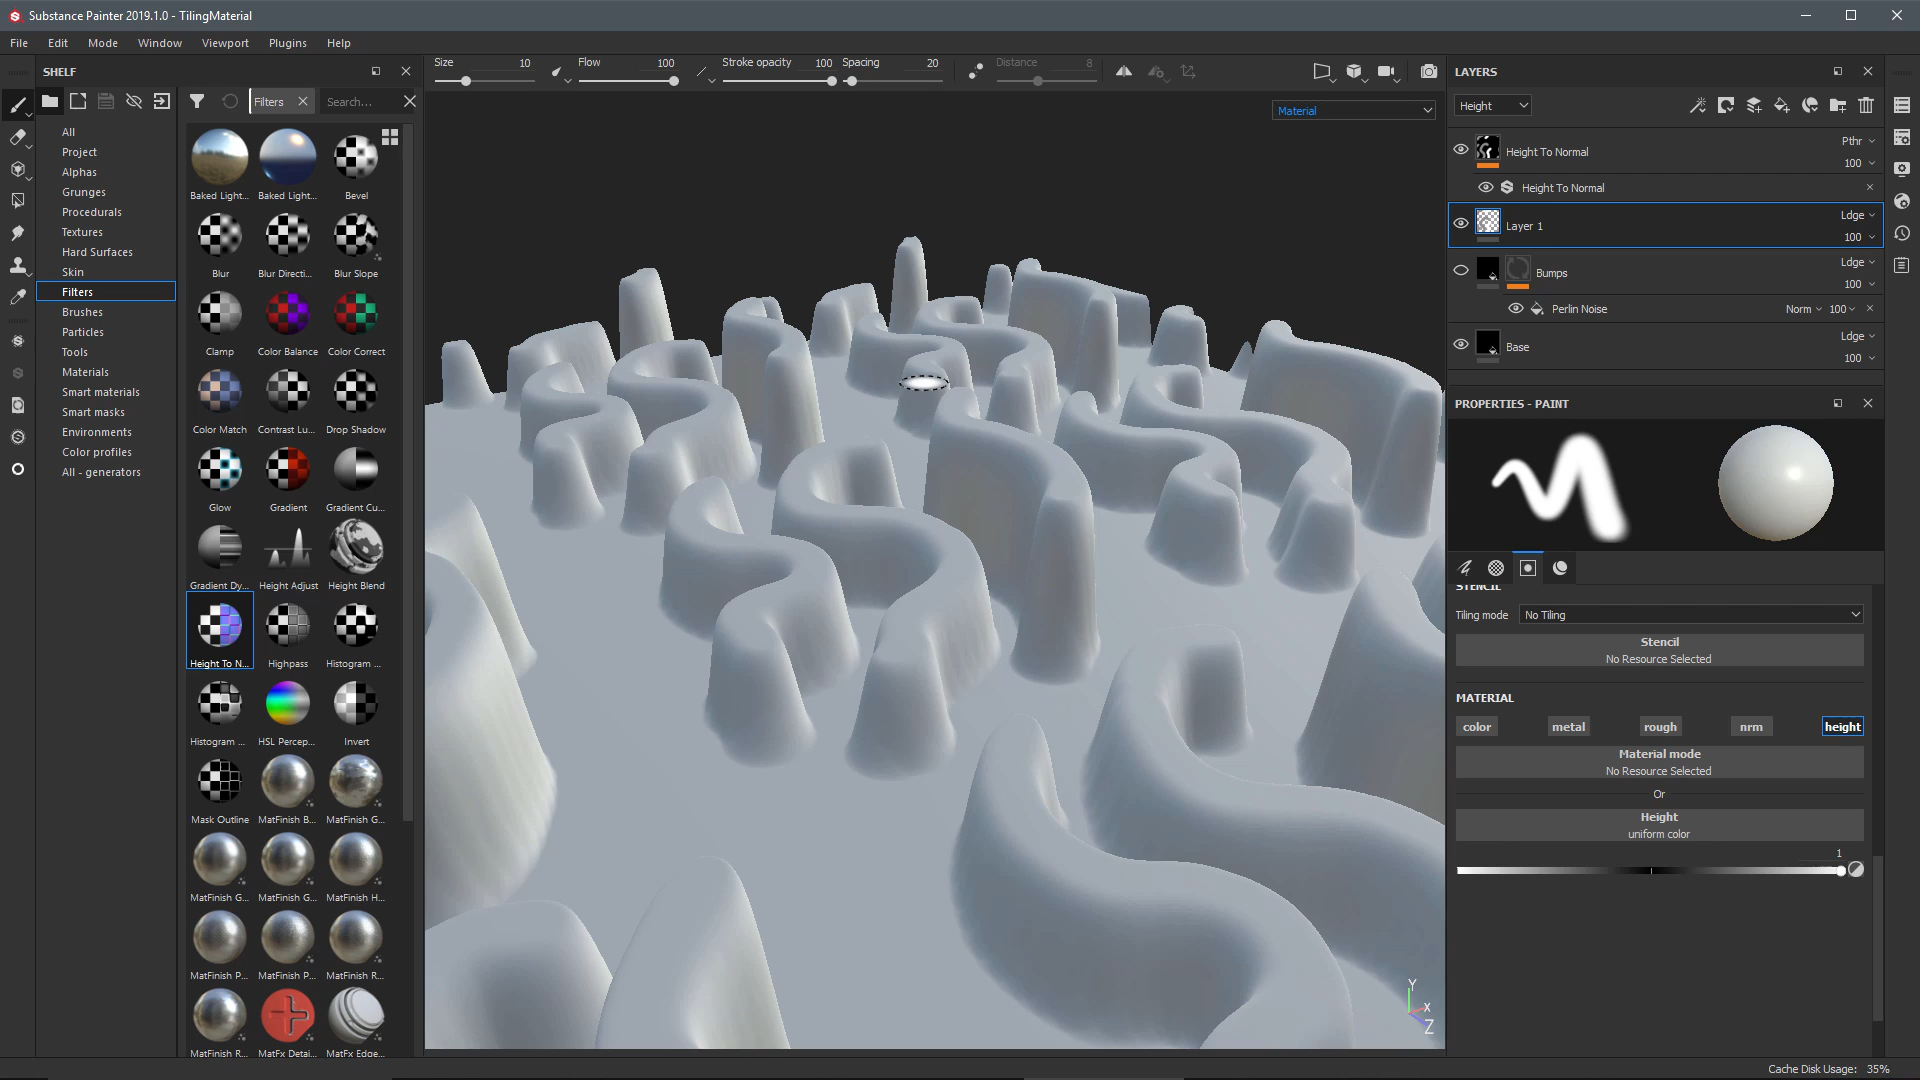 Substance Painter 2019.1.0 - TilingMaterial
File Edit Mode Window Viewport Plugins Help
SHELF
Filters
Search...
All
Project
Alphas
Grunges
Procedurals
Textures
Hard Surfaces
Skin
Filters
Brushes
Particles
Tools
Materials
Smart materials
Smart masks
Environments
Color profiles
All - generators
Baked Light... Baked Light... Bevel
Blur Blur Directi... Blur Slope
Clamp Color Balance Color Correct
Color Match Contrast Lu... Drop Shadow
Glow Gradient Gradient Cu...
Gradient Dy... Height Adjust Height Blend
Height To N... Highpass Histogram ...
Histogram ... HSL Percep... Invert
Mask Outline MatFinish B... MatFinish G...
MatFinish G... MatFinish G... MatFinish H...
MatFinish P... MatFinish P... MatFinish R...
MatFinish R... MatFx Detai... MatFx Edge...
Size 10 Flow 100 Stroke opacity 100 Spacing 20 Distance 8
Material
Y
X
Z
LAYERS
Height
Height To Normal Pthr
100
Height To Normal
Layer 1 Ldge
100
Bumps Ldge
100
Perlin Noise Norm 100
Base Ldge
100
PROPERTIES - PAINT
STENCIL
Tiling mode No Tiling
Stencil
No Resource Selected
MATERIAL
color metal rough nrm height
Material mode
No Resource Selected
Or
Height
uniform color
1
Cache Disk Usage: 35%